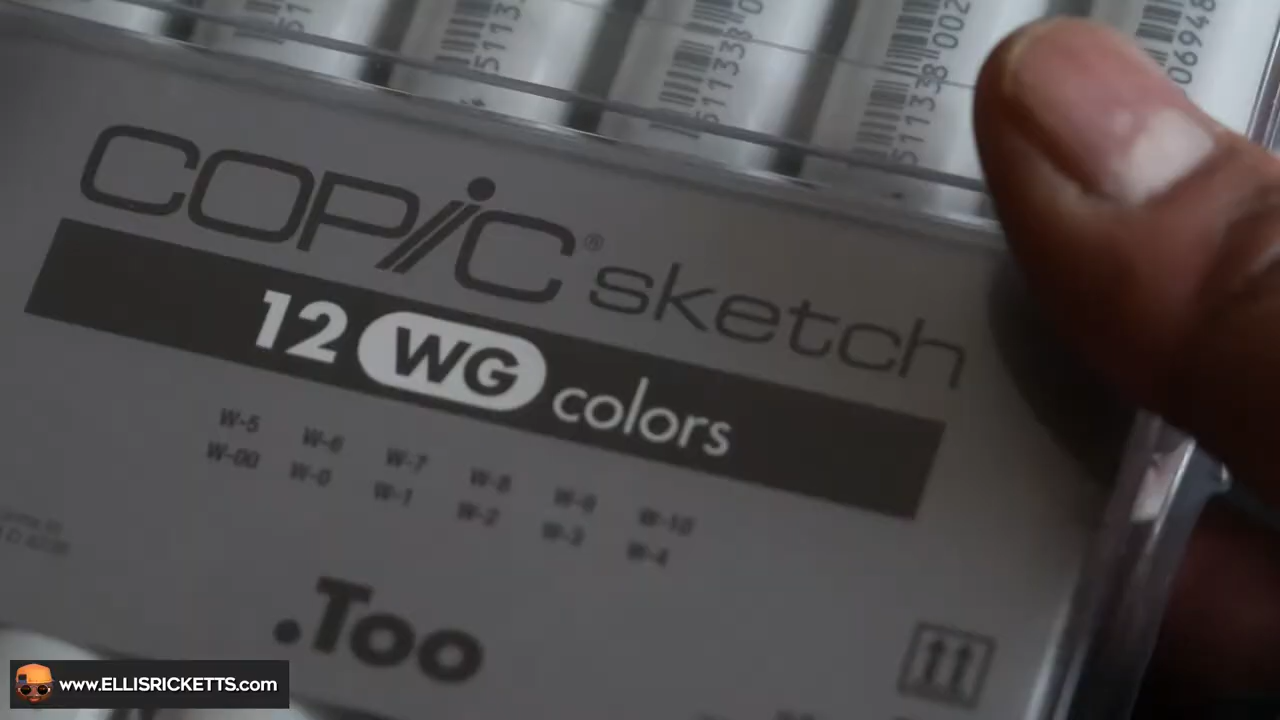 COPiC® sketch
12 WG colors
W-5 W-6 W-7 W-8 W-9 W-10
W-00 W-0 W-1 W-2 W-3 W-4
.Too
www.ELLISRICKETTS.com